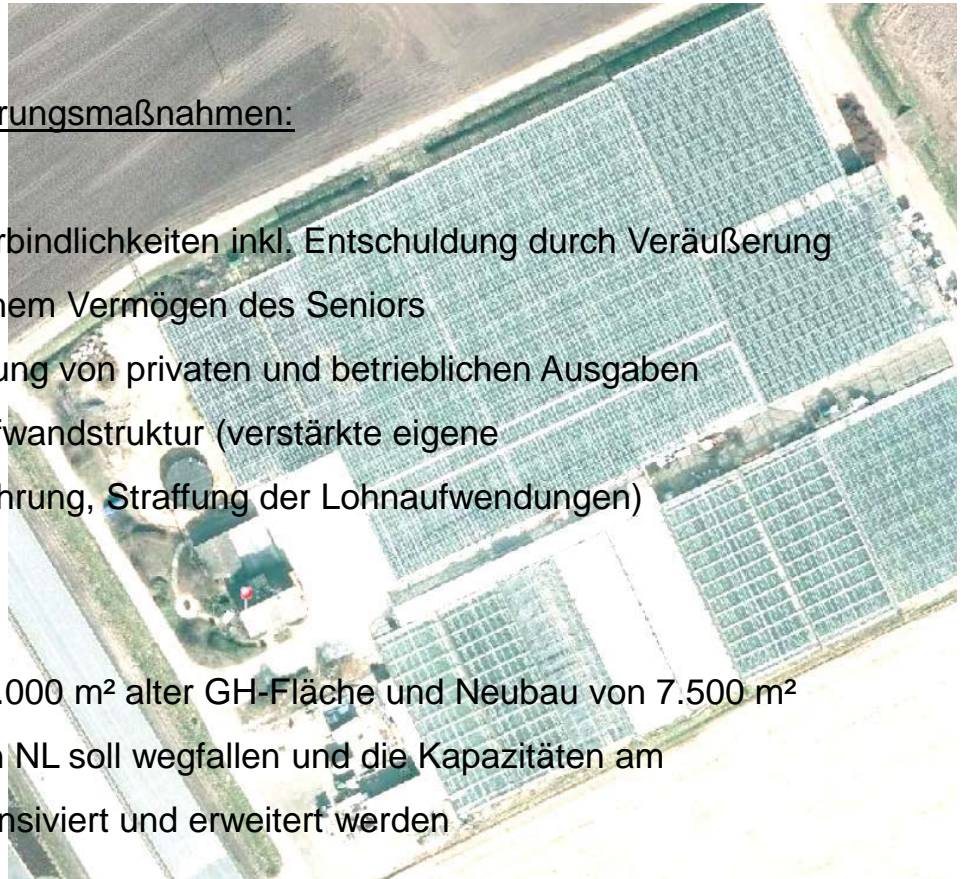 rungsmaßnahmen:
rbindlichkeiten inkl. Entschuldung durch Veräußerung
nem Vermögen des Seniors
ung von privaten und betrieblichen Ausgaben
fwandstruktur (verstärkte eigene
hrung, Straffung der Lohnaufwendungen)
.000 m² alter GH-Fläche und Neubau von 7.500 m²
NL soll wegfallen und die Kapazitäten am
nsiviert und erweitert werden